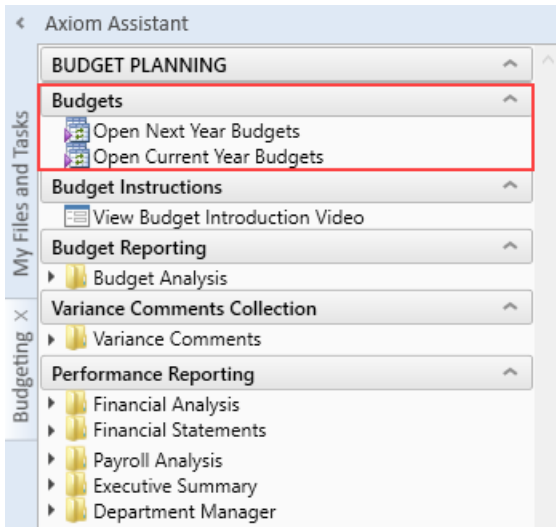 Axiom Assistant
BUDGET PLANNING
Budgets
Open Next Year Budgets
Open Current Year Budgets
Budget Instructions
View Budget Introduction Video
Budget Reporting
Budget Analysis
Variance Comments Collection
Variance Comments
Performance Reporting
Financial Analysis
Financial Statements
Payroll Analysis
Executive Summary
Department Manager
My Files and Tasks
Budgeting